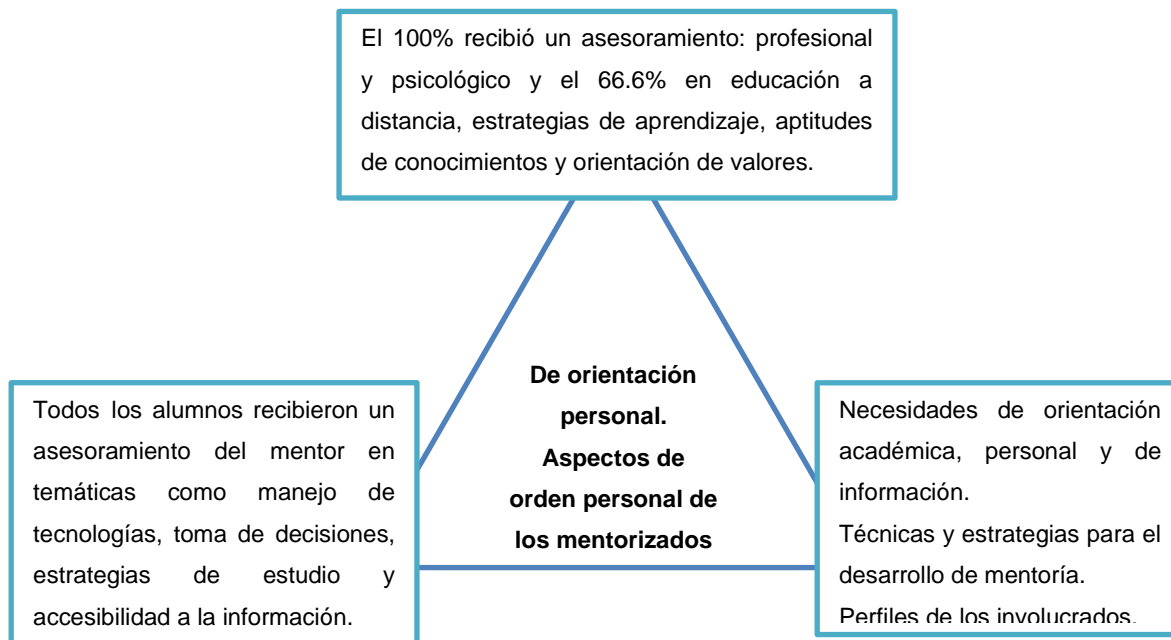 El 100% recibió un asesoramiento: profesional
y psicológico y el 66.6% en educación a
distancia, estrategias de aprendizaje, aptitudes
de conocimientos y orientación de valores.
De orientación
personal.
Aspectos de
orden personal de
los mentorizados
Todos los alumnos recibieron un
asesoramiento del mentor en
temáticas como manejo de
tecnologías, toma de decisiones,
estrategias de estudio y
accesibilidad a la información.
Necesidades de orientación
académica, personal y de
información.
Técnicas y estrategias para el
desarrollo de mentoría.
Perfiles de los involucrados.